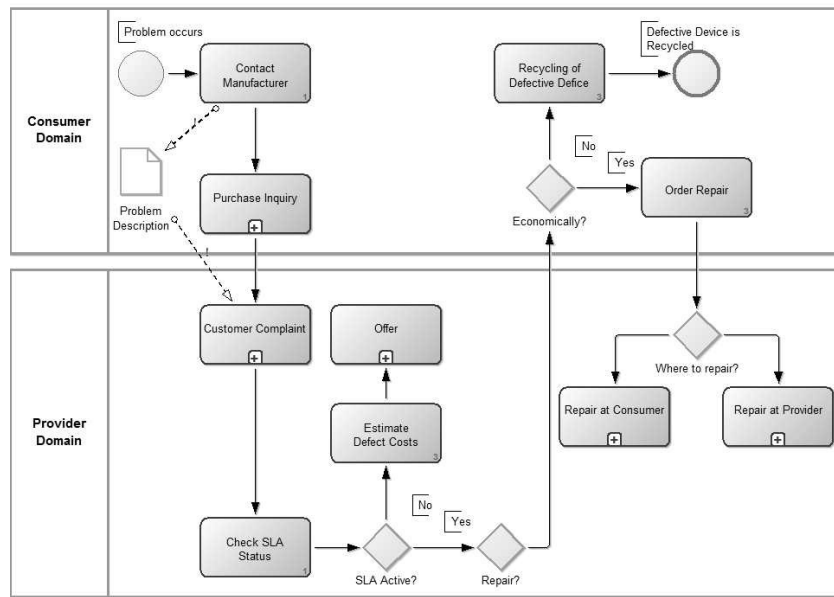 Consumer
Domain
Problem occurs
Contact
Manufacturer
1
Problem
Description
Purchase Inquiry
Recycling of
Defective Defice
3
Defective Device is
Recycled
No
Yes
Economically?
Order Repair
3
Provider
Domain
Customer Complaint
Offer
Estimate
Defect Costs
3
Check SLA
Status
1
No
Yes
SLA Active?
Repair?
Where to repair?
Repair at Consumer
Repair at Provider